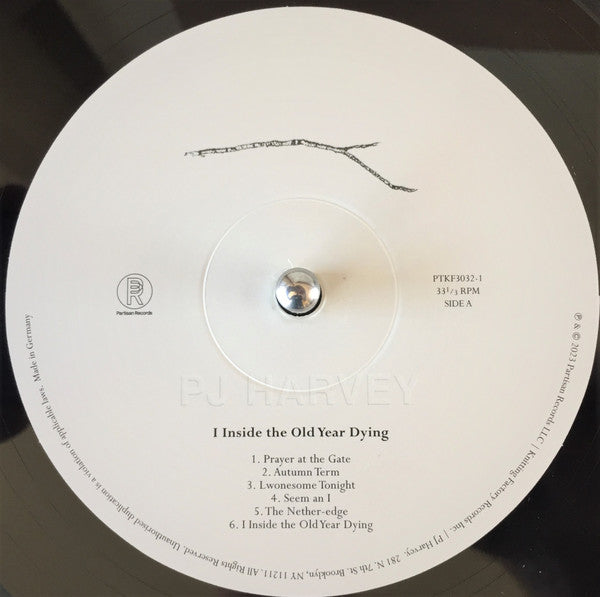 Partisan Records
PTKF3032-1
33 1/3 RPM
SIDE A
PJ HARVEY
I Inside the Old Year Dying
1. Prayer at the Gate
2. Autumn Term
3. Lwonesome Tonight
4. Seem an I
5. The Nether-edge
6. I Inside the Old Year Dying
℗ & © 2023 Partisan Records LLC | Knitting Factory Records Inc. | PJ Harvey. 281 N. 7th St. Brooklyn, NY 11211. All Rights Reserved. Unauthorised duplication is a violation of applicable laws. Made in Germany